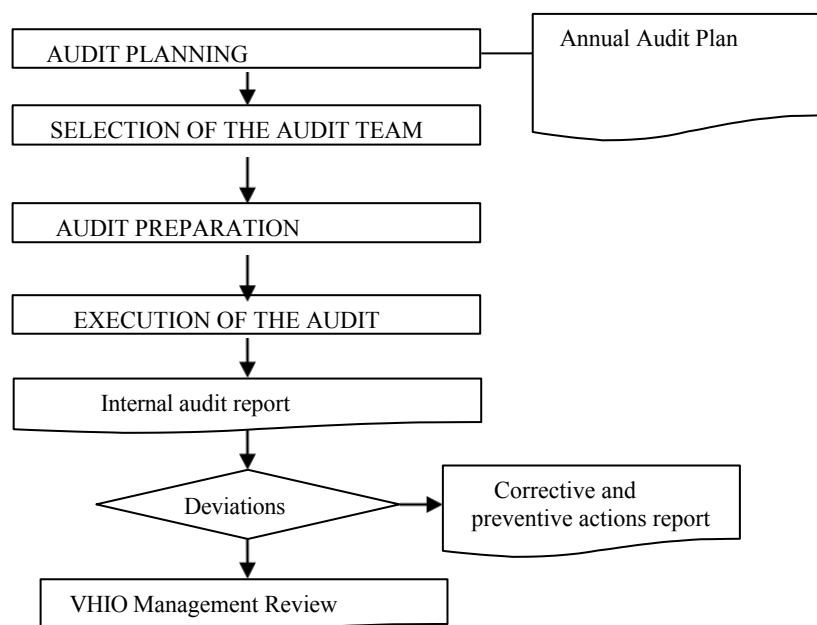 AUDIT PLANNING
Annual Audit Plan
SELECTION OF THE AUDIT TEAM
AUDIT PREPARATION
EXECUTION OF THE AUDIT
Internal audit report
Deviations
Corrective and
preventive actions report
VHIO Management Review